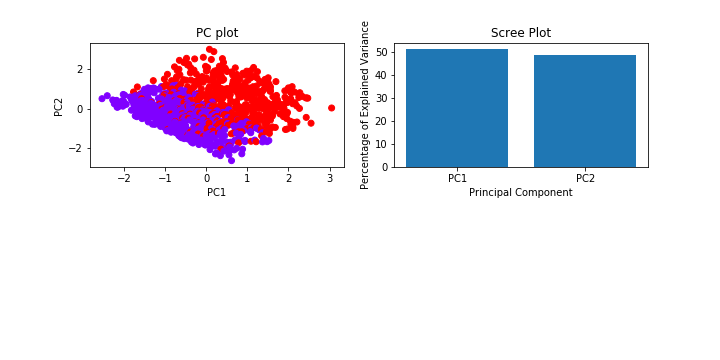 PC plot
PC2
2
0
−2
−2
−1
0
1
2
3
PC1
Scree Plot
Percentage of Explained Variance
50
40
30
20
10
0
PC1
PC2
Principal Component